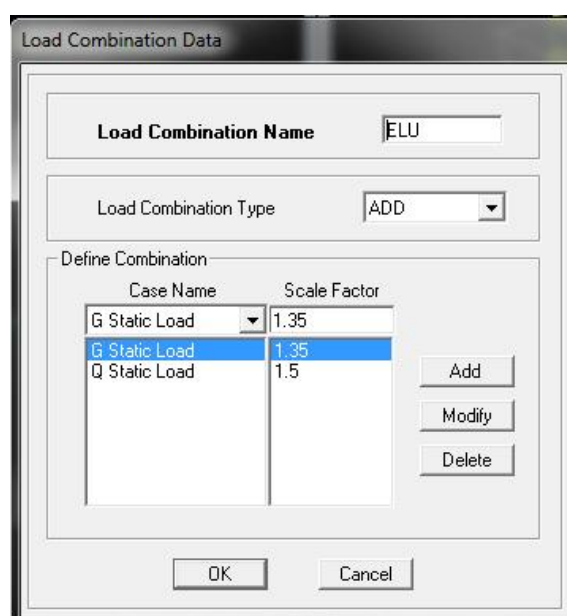 Load Combination Data
Load Combination Name ELU
Load Combination Type ADD
Define Combination
Case Name Scale Factor
G Static Load 1.35
G Static Load 1.35
Q Static Load 1.5
Add
Modify
Delete
OK Cancel